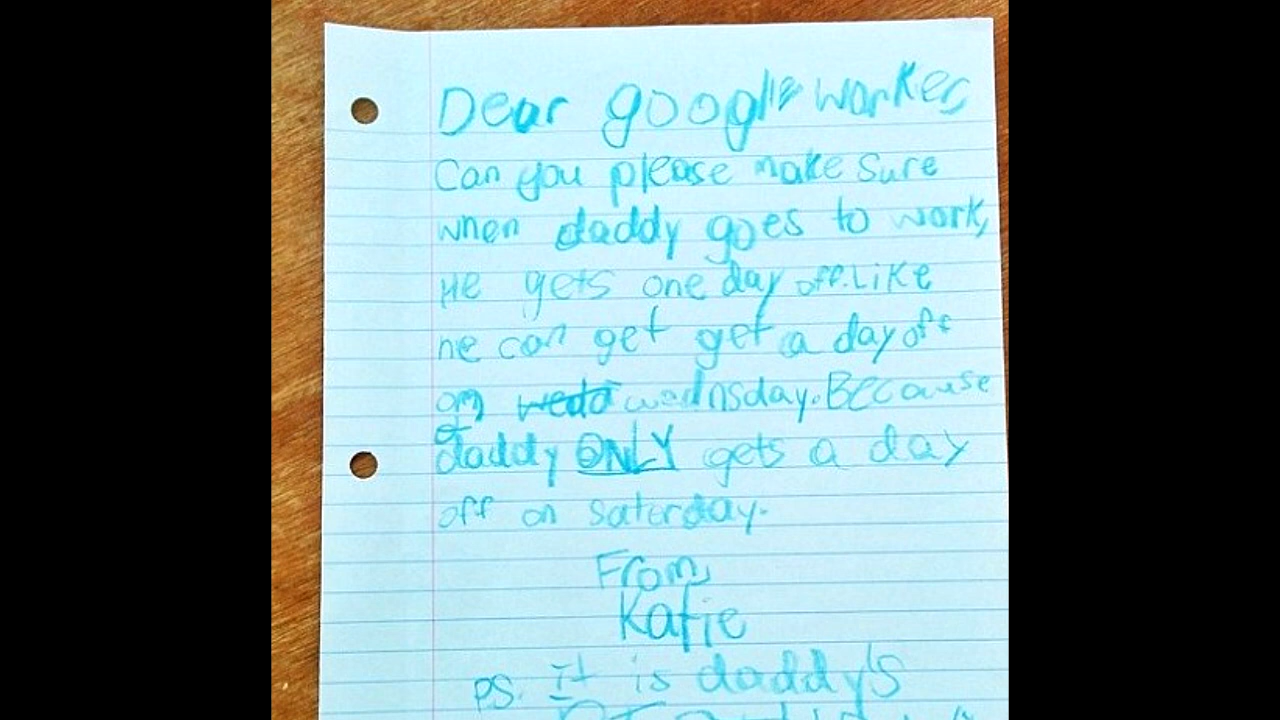 Dear google worker,
Can you please make sure
when daddy goes to work,
He gets one day off. Like
he can get get a day off
on wednsday. Because
daddy ONLY gets a day
off on saterday.
From,
Katie
PS. It is daddy's